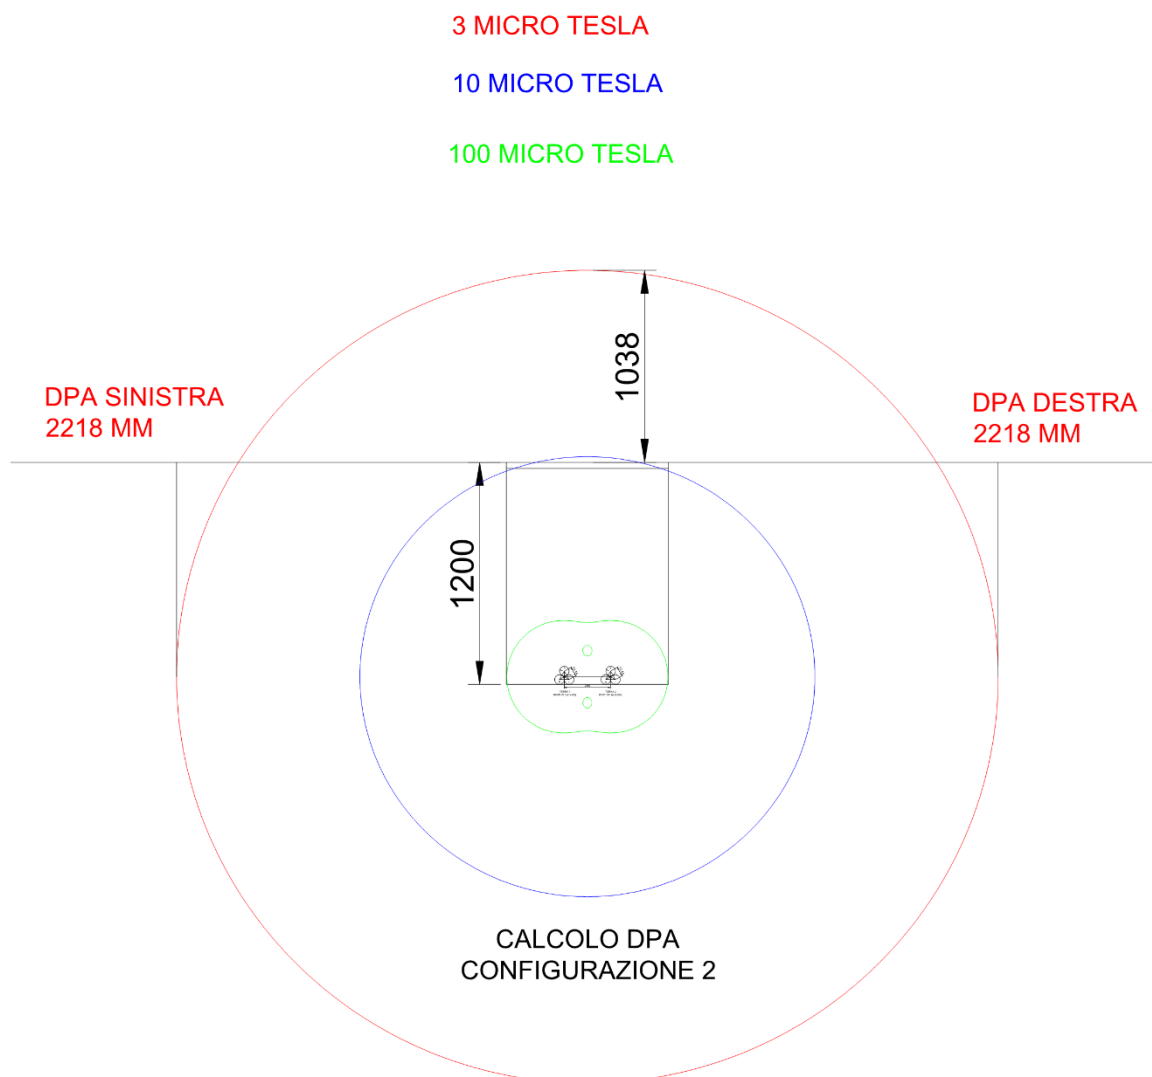 3 MICRO TESLA
10 MICRO TESLA
100 MICRO TESLA
1038
DPA SINISTRA
2218 MM
DPA DESTRA
2218 MM
1200
CALCOLO DPA
CONFIGURAZIONE 2